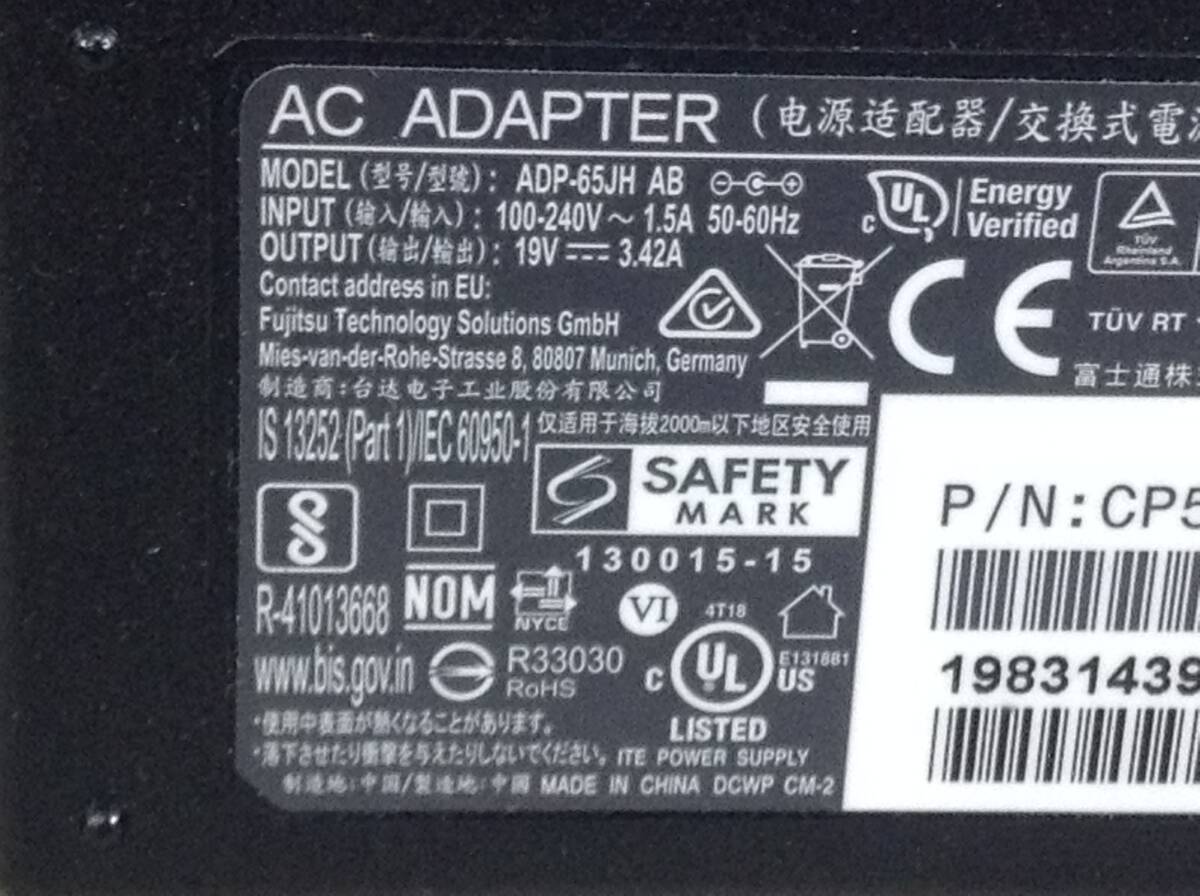 AC ADAPTER (电源适配器/交換式電
MODEL (型号/型號): ADP-65JH AB
INPUT (输入/輸入): 100-240V～ 1.5A 50-60Hz
OUTPUT (输出/輸出): 19V 3.42A
c UL Energy Verified
TÜV Rheinland Argentina S.A.
Contact address in EU:
Fujitsu Technology Solutions GmbH
Mies-van-der-Rohe-Strasse 8, 80807 Munich, Germany
CE
TÜV RT
富士通株
制造商:台达电子工业股份有限公司
IS 13252 (Part 1)/IEC 60950-1
仅适用于海拔2000m以下地区安全使用
SAFETY
MARK
130015-15
P/N:CP5
R-41013668
NOM
NYCE
VI
www.bis.gov.in
R33030
RoHS
4T18
c UL US
E131881
LISTED
19831439
・使用中表面が熱くなることがあります。
・落下させたり衝撃を与えたりしないでください。 ITE POWER SUPPLY
制造地:中国/製造地:中國 MADE IN CHINA DCWP CM-2